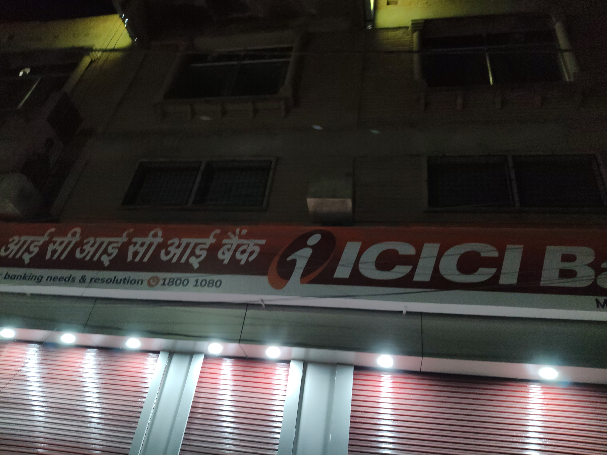 आई सी आई सी आई बैंक ICICI Ba
banking needs & resolution 1800 1080